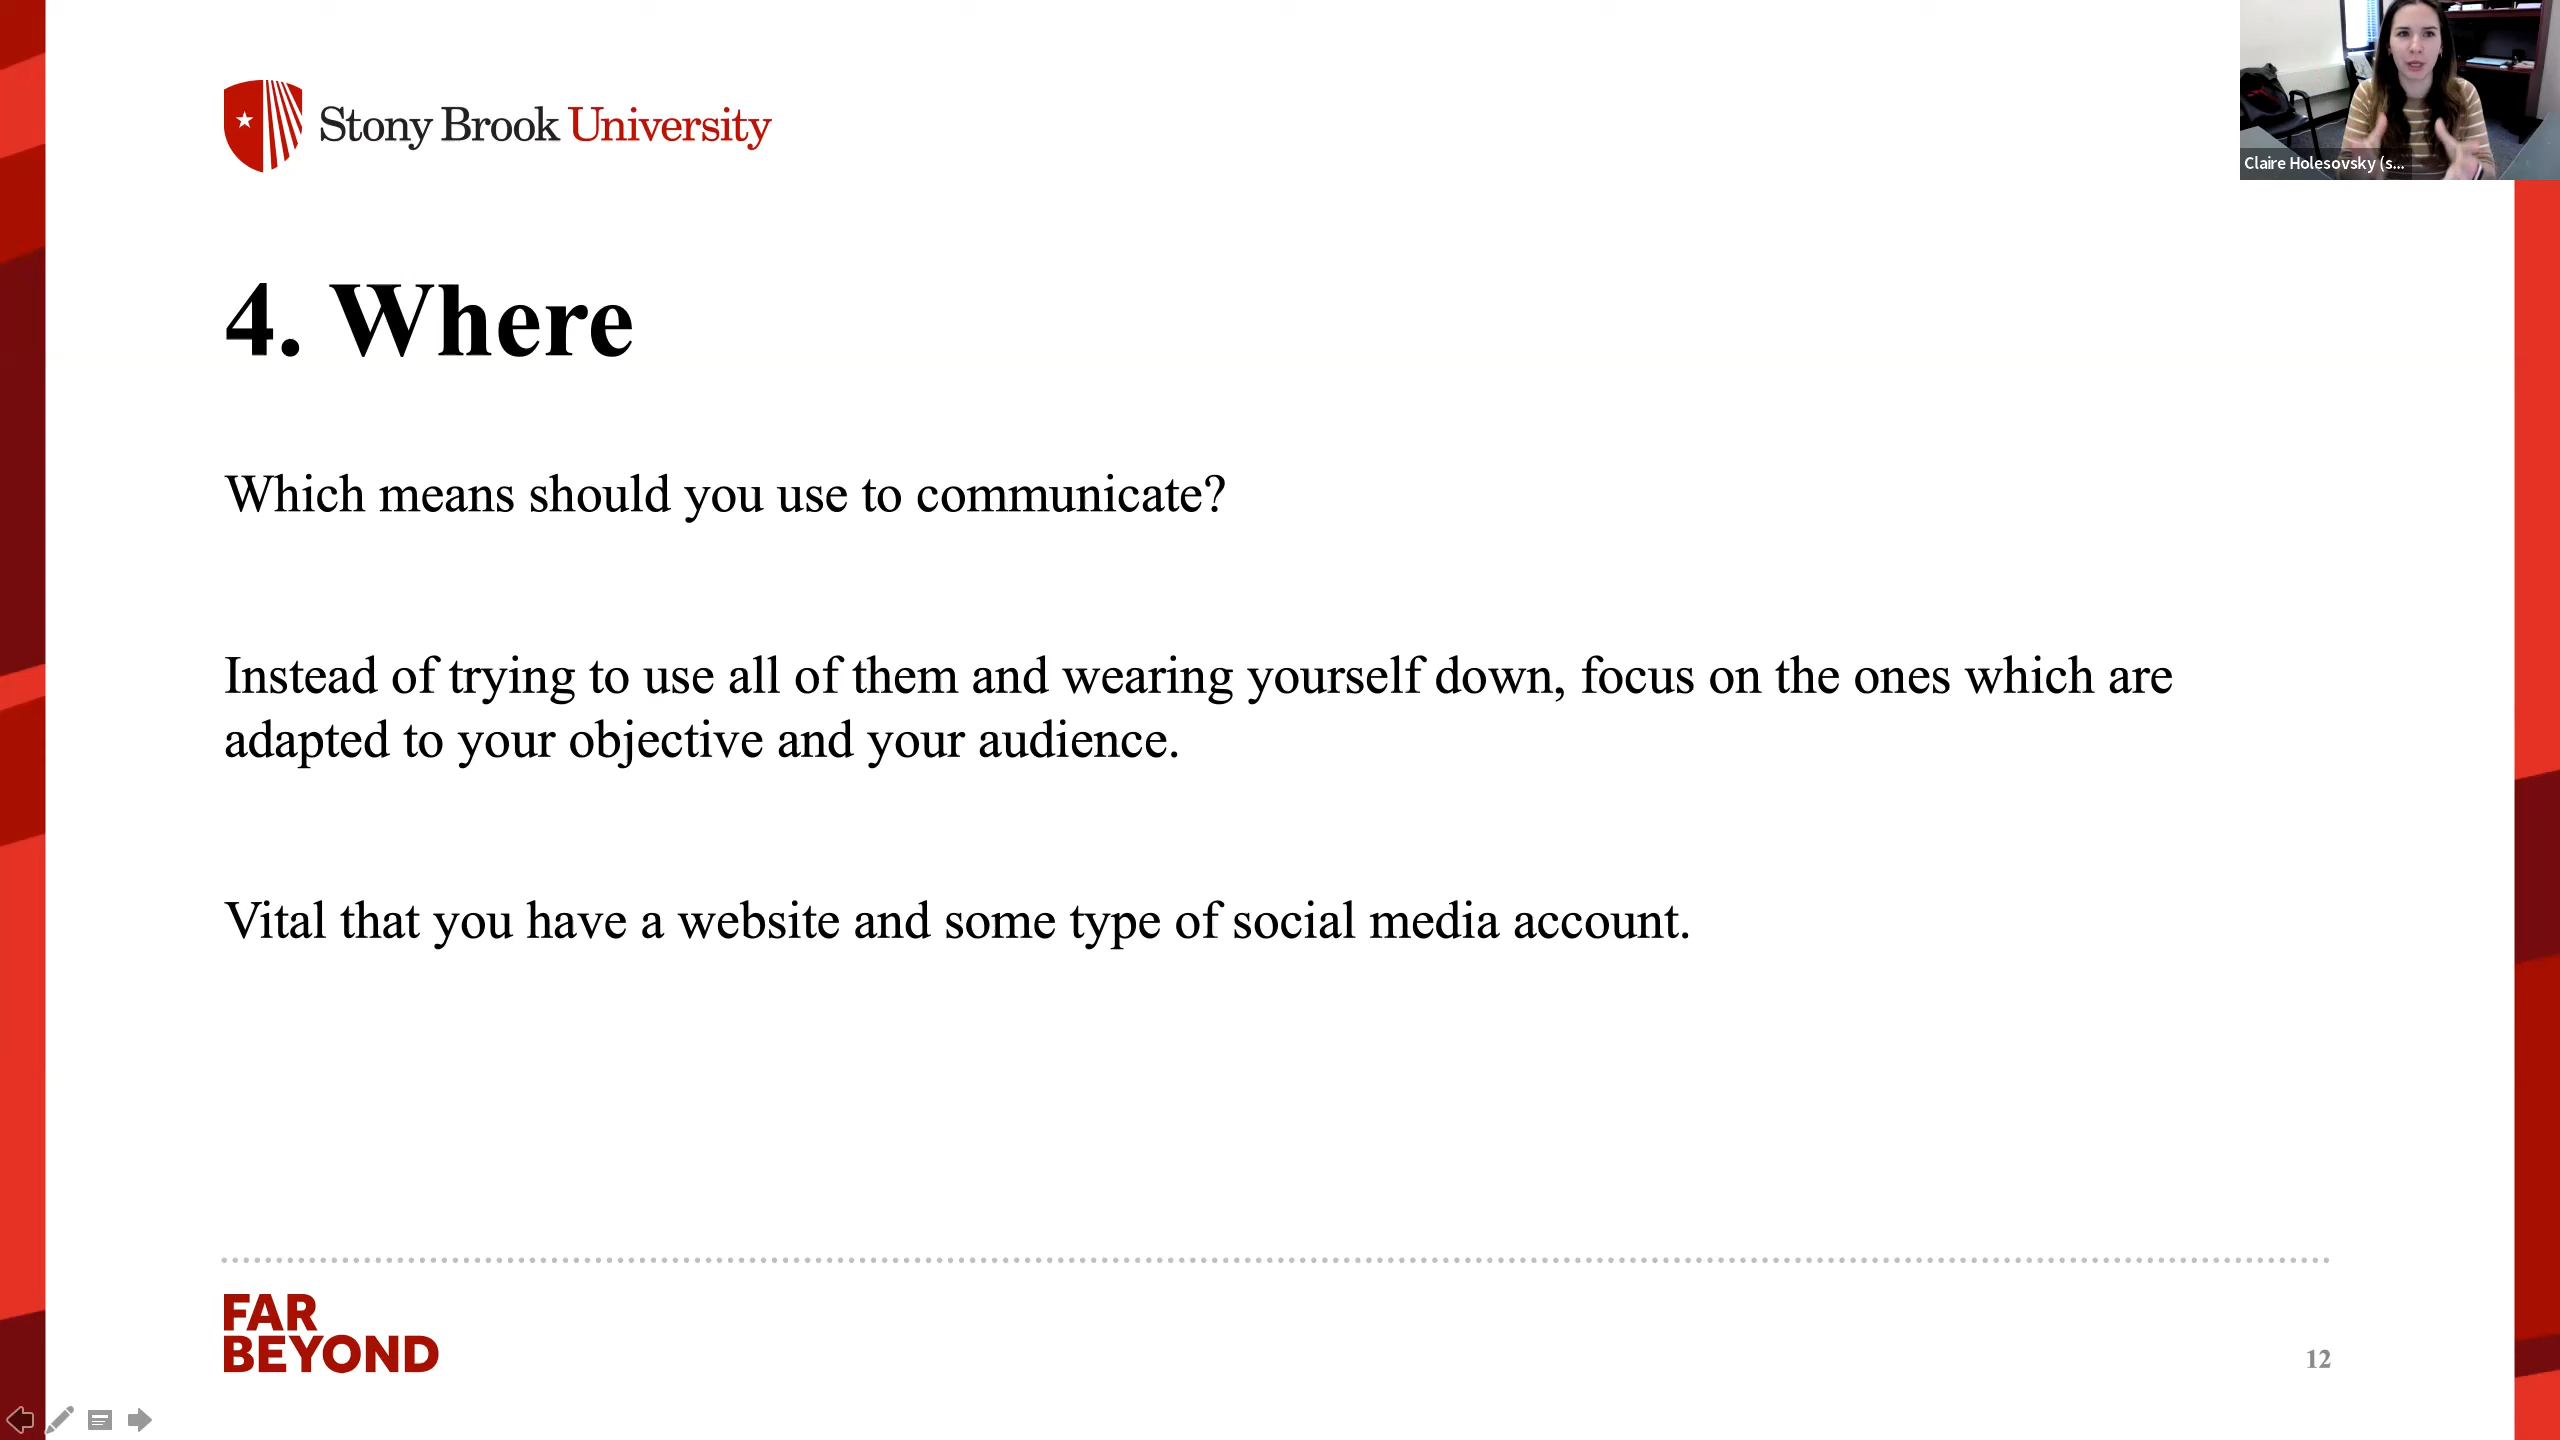 Stony Brook University
Claire Holesovsky (s...
4. Where
Which means should you use to communicate?
Instead of trying to use all of them and wearing yourself down, focus on the ones which are
adapted to your objective and your audience.
Vital that you have a website and some type of social media account.
FAR
BEYOND
12